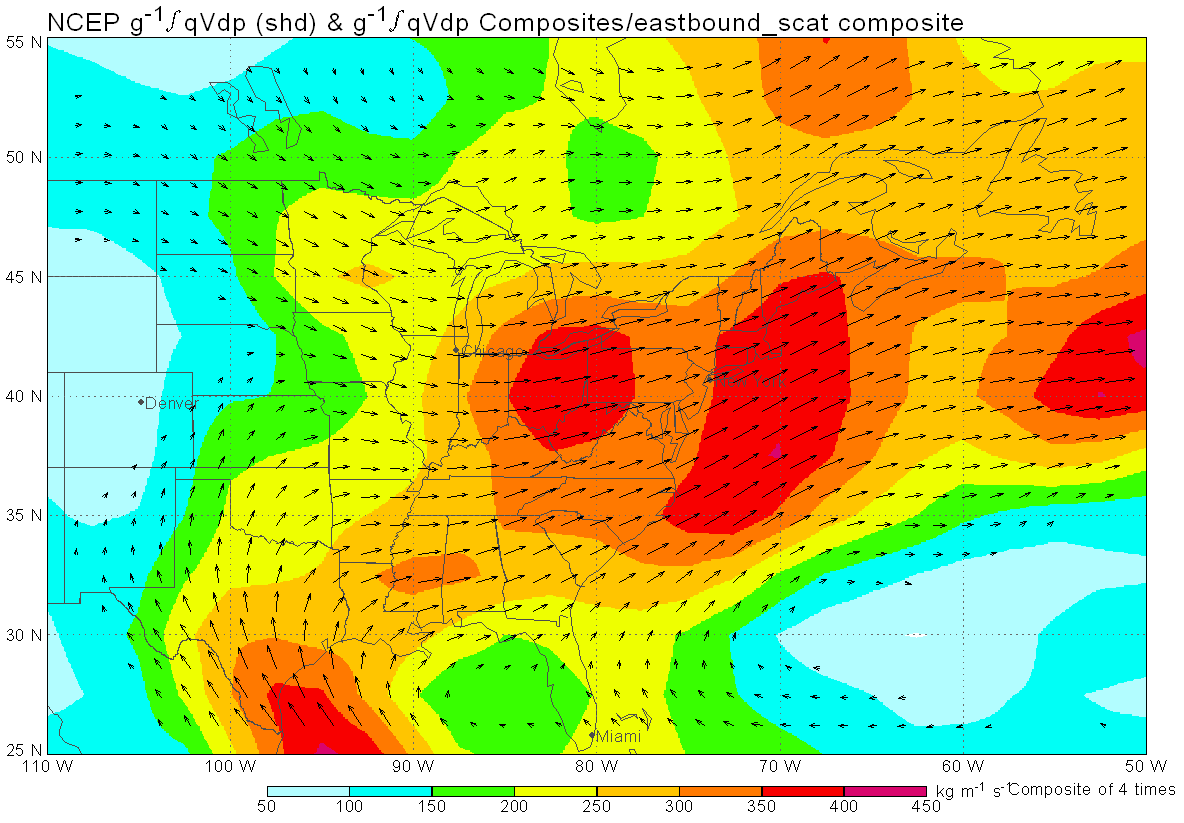 NCEP g⁻¹∫qVdp (shd) & g⁻¹∫qVdp Composites/eastbound_scat composite
55 N
50 N
45 N
Chicago
40 N
Denver
35 N
30 N
25 N
Miami
110 W 100 W 90 W 80 W 70 W 60 W 50 W
50 100 150 200 250 300 350 400 450
kg m⁻¹ s⁻¹ Composite of 4 times